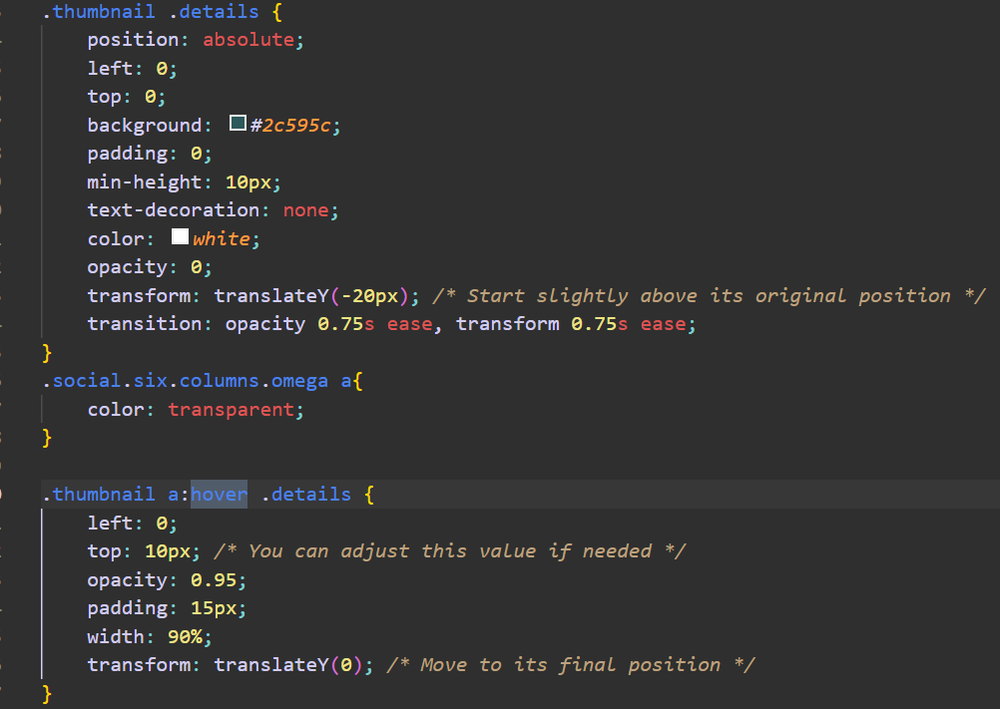 .thumbnail .details {
    position: absolute;
    left: 0;
    top: 0;
    background: #2c595c;
    padding: 0;
    min-height: 10px;
    text-decoration: none;
    color: white;
    opacity: 0;
    transform: translateY(-20px); /* Start slightly above its original position */
    transition: opacity 0.75s ease, transform 0.75s ease;
}
.social.six.columns.omega a{
    color: transparent;
}

.thumbnail a:hover .details {
    left: 0;
    top: 10px; /* You can adjust this value if needed */
    opacity: 0.95;
    padding: 15px;
    width: 90%;
    transform: translateY(0); /* Move to its final position */
}